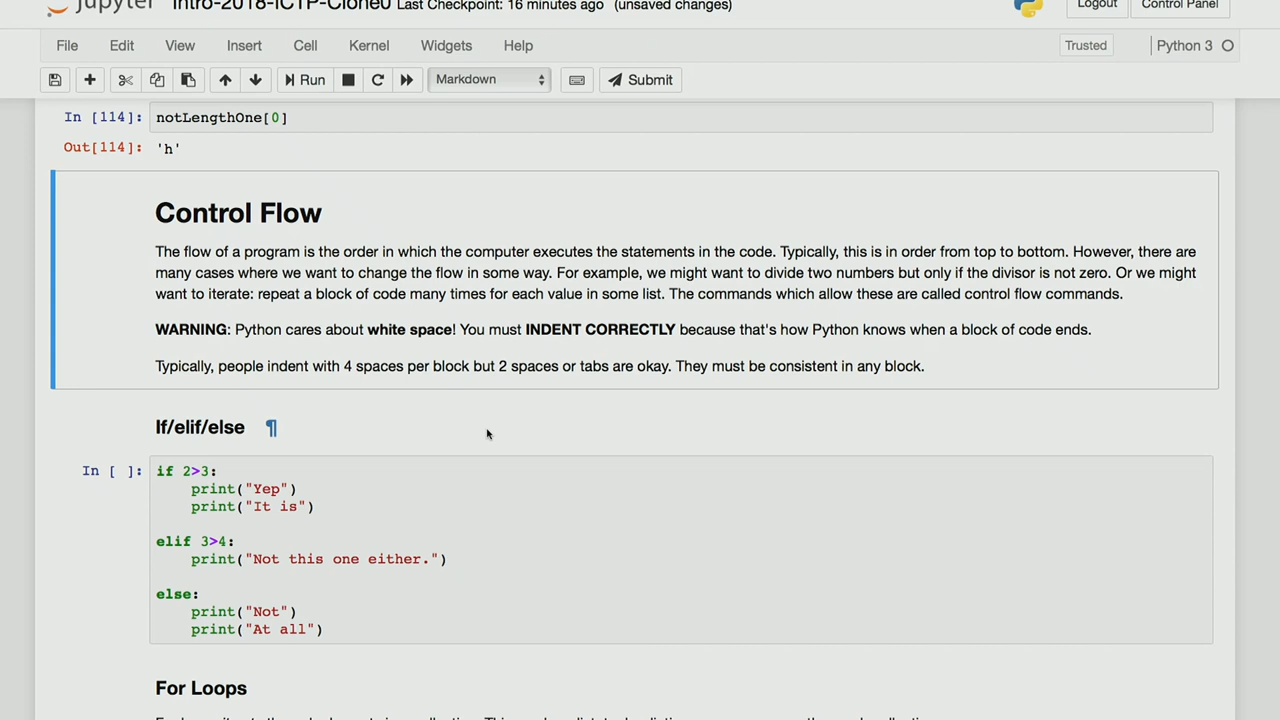 jupyter Intro-2018-ICTP-Clone0 Last Checkpoint: 16 minutes ago (unsaved changes) Logout Control Panel
File Edit View Insert Cell Kernel Widgets Help Trusted Python 3
Run Markdown Submit
In [114]: notLengthOne[0]
Out[114]: 'h'
Control Flow
The flow of a program is the order in which the computer executes the statements in the code. Typically, this is in order from top to bottom. However, there are
many cases where we want to change the flow in some way. For example, we might want to divide two numbers but only if the divisor is not zero. Or we might
want to iterate: repeat a block of code many times for each value in some list. The commands which allow these are called control flow commands.
WARNING: Python cares about white space! You must INDENT CORRECTLY because that's how Python knows when a block of code ends.
Typically, people indent with 4 spaces per block but 2 spaces or tabs are okay. They must be consistent in any block.
If/elif/else ¶
In [ ]: if 2>3:
print("Yep")
print("It is")
elif 3>4:
print("Not this one either.")
else:
print("Not")
print("At all")
For Loops